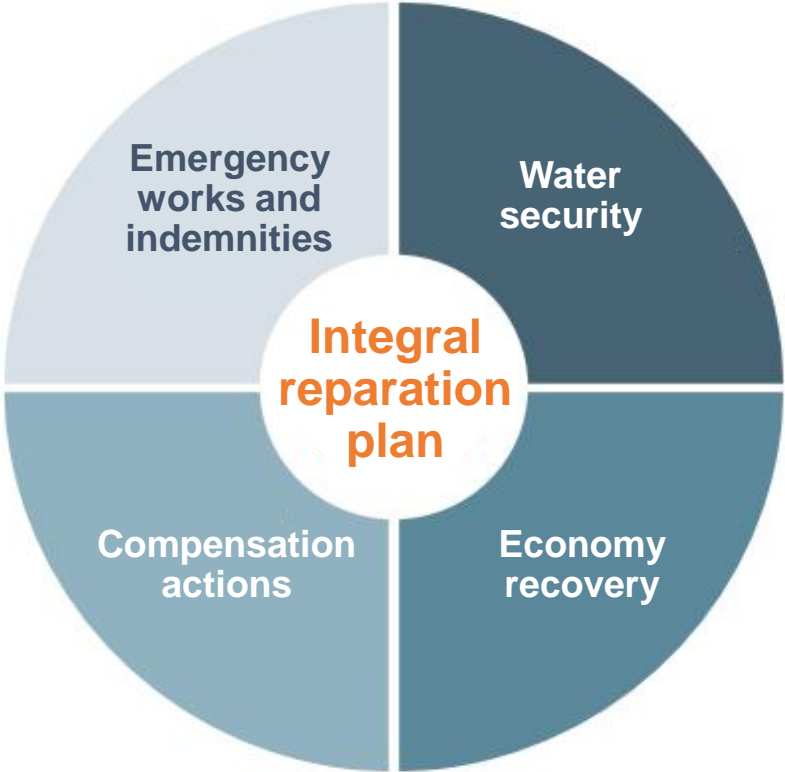 Emergency
works and
indemnities
Water
security
Integral
reparation
plan
Compensation
actions
Economy
recovery